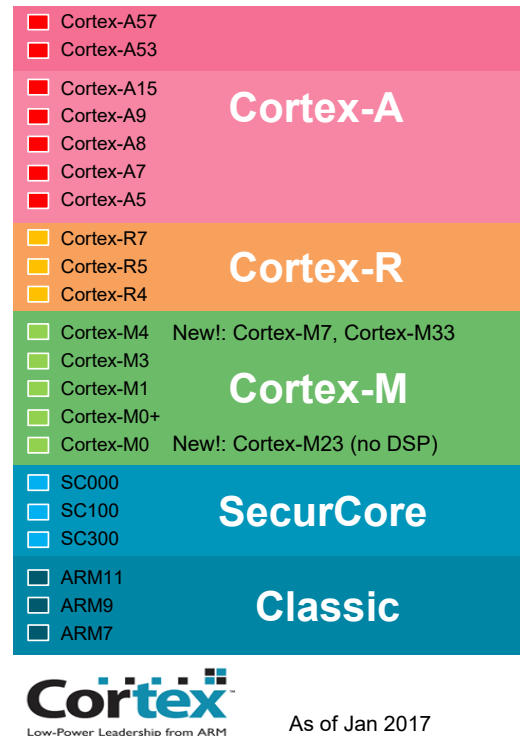 Cortex-A57
Cortex-A53
Cortex-A15
Cortex-A9
Cortex-A
Cortex-A8
Cortex-A7
Cortex-A5
Cortex-R7
Cortex-R5
Cortex-R
Cortex-R4
Cortex-M4 New!: Cortex-M7, Cortex-M33
Cortex-M3
Cortex-M1
Cortex-M
Cortex-M0+
Cortex-M0 New!: Cortex-M23 (no DSP)
SC000
SC100
SecurCore
SC300
ARM11
ARM9
Classic
ARM7
Cortex
Low-Power Leadership from ARM
As of Jan 2017